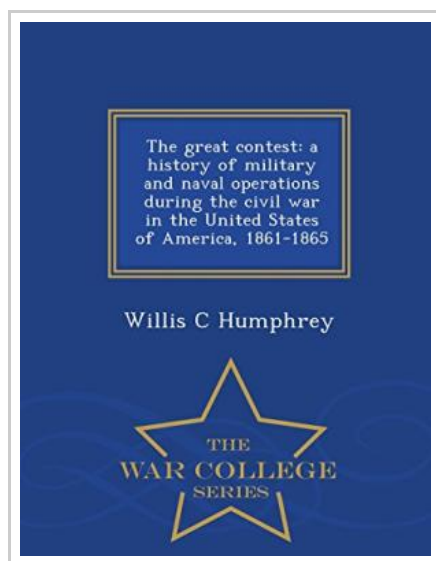 The great contest: a
history of military
and naval operations
during the civil war
in the United States
of America, 1861-1865
Willis C Humphrey
THE
WAR COLLEGE
SERIES